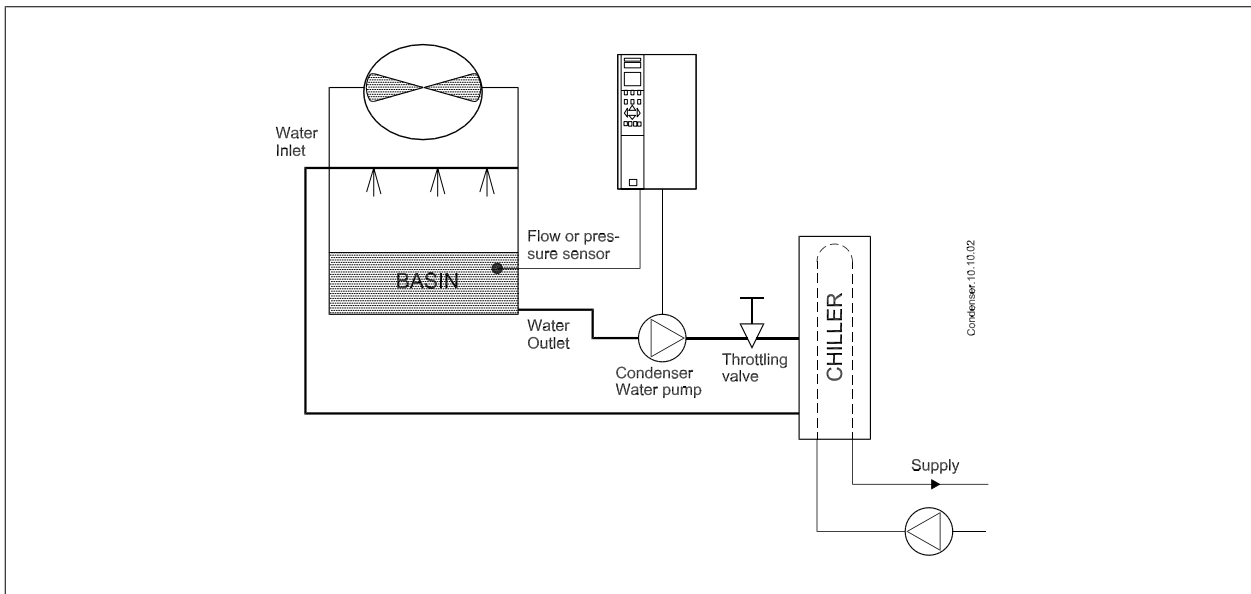 Water
Inlet
Flow or pres-
sure sensor
BASIN
Water
Outlet
Condenser
Water pump
Throttling
valve
CHILLER
Supply
Condenser.10.10.02